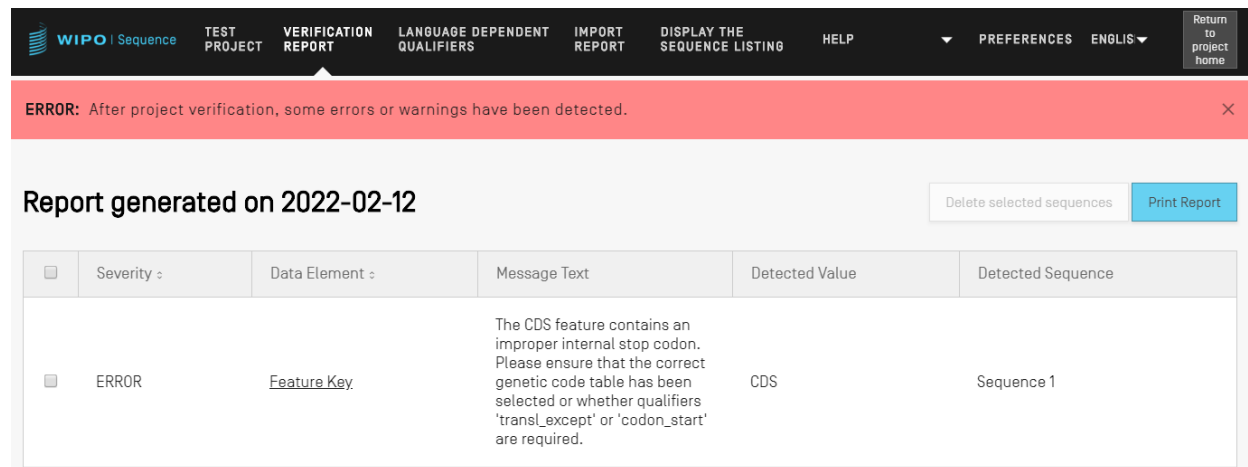 WIPO | Sequence
TEST
PROJECT
VERIFICATION
REPORT
LANGUAGE DEPENDENT
QUALIFIERS
IMPORT
REPORT
DISPLAY THE
SEQUENCE LISTING
HELP
PREFERENCES
ENGLIS
Return
to
project
home
ERROR: After project verification, some errors or warnings have been detected.
Report generated on 2022-02-12
Delete selected sequences
Print Report
Severity
Data Element
Message Text
Detected Value
Detected Sequence
ERROR
Feature Key
The CDS feature contains an
improper internal stop codon.
Please ensure that the correct
genetic code table has been
selected or whether qualifiers
'transl_except' or 'codon_start'
are required.
CDS
Sequence 1